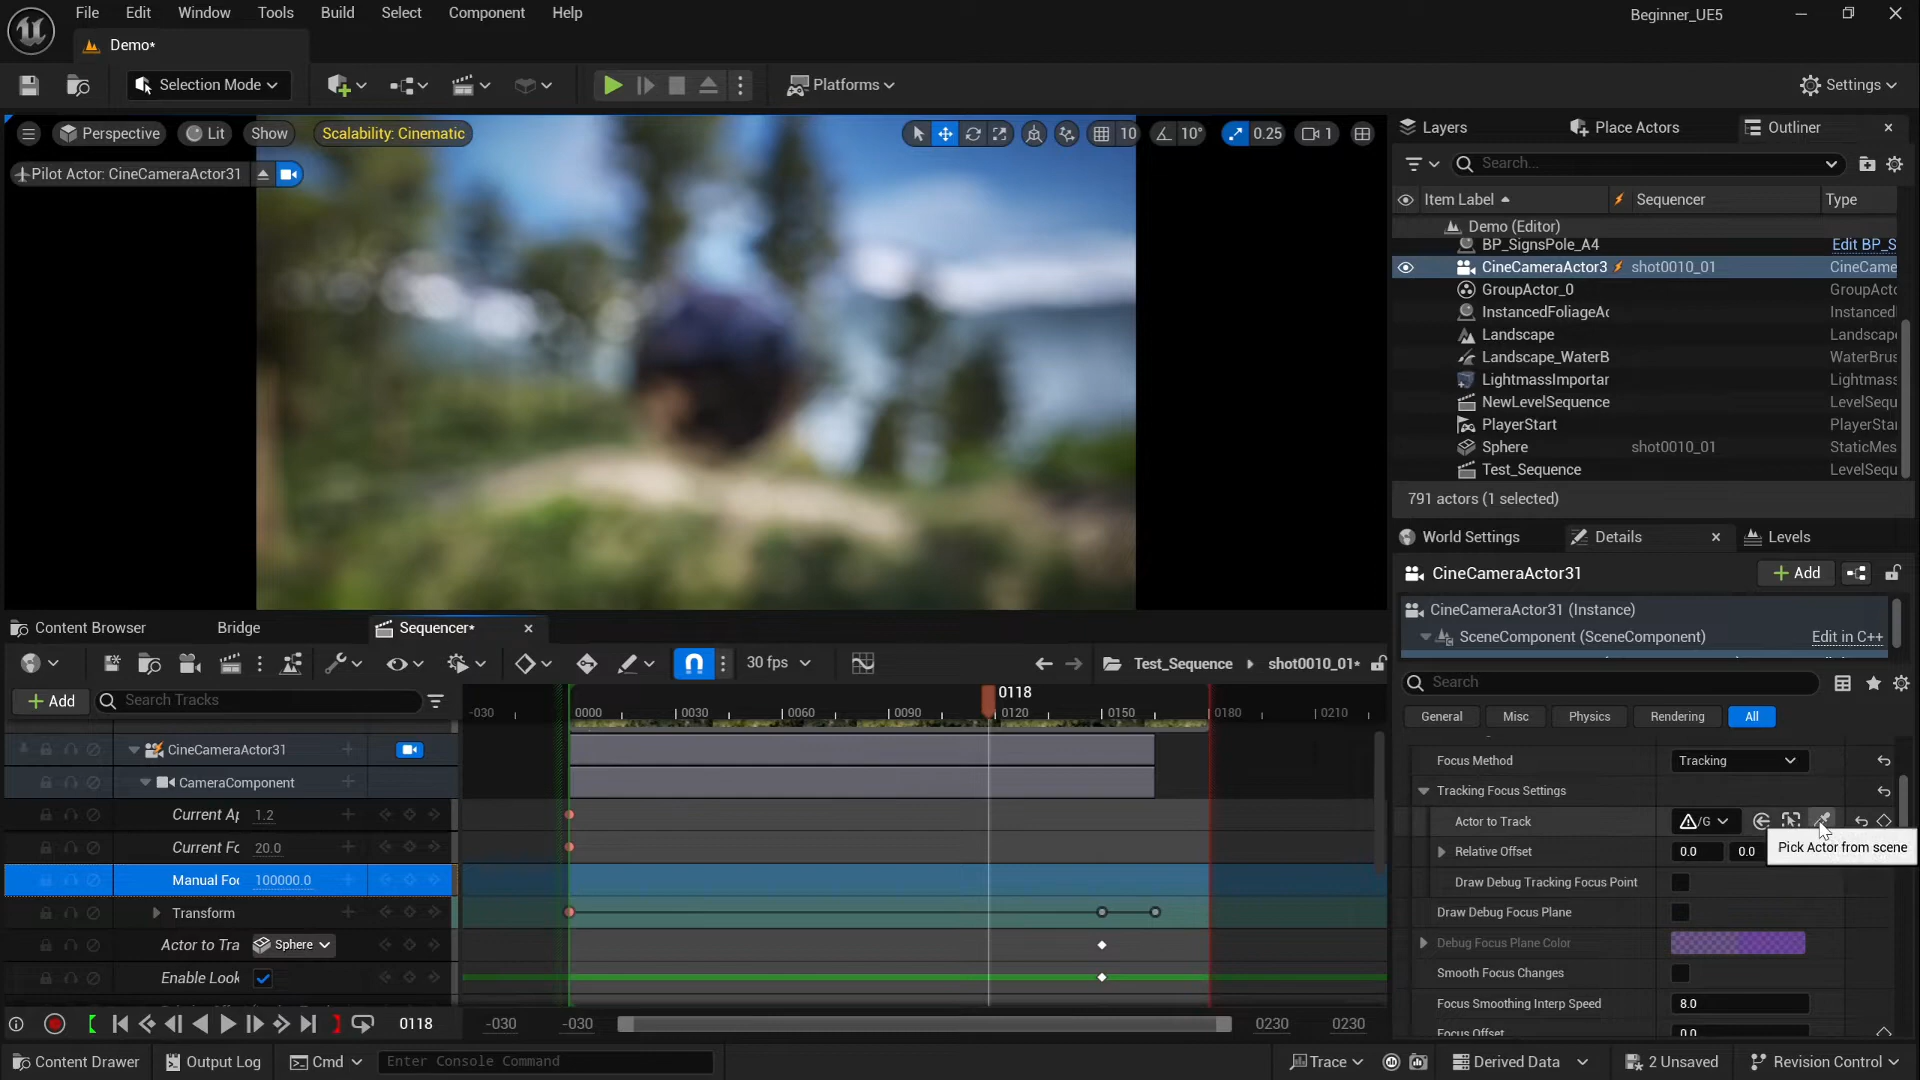 File Edit Window Tools Build Select Component Help
Beginner_UE5
Demo*
Selection Mode
Platforms
Settings
Perspective Lit Show Scalability: Cinematic
10 10° 0.25 1
Pilot Actor: CineCameraActor31
Layers Place Actors Outliner
Search...
Item Label Sequencer Type
Demo (Editor)
BP_SignsPole_A4 Edit BP_S
CineCameraActor3 shot0010_01 CineCame
GroupActor_0 GroupActo
InstancedFoliageAc Instanced
Landscape Landscape
Landscape_WaterB WaterBrus
LightmassImportar Lightmass
NewLevelSequence LevelSequ
PlayerStart PlayerStar
Sphere shot0010_01 StaticMes
Test_Sequence LevelSequ
791 actors (1 selected)
World Settings Details Levels
CineCameraActor31
Add
CineCameraActor31 (Instance)
SceneComponent (SceneComponent) Edit in C++
Search
General Misc Physics Rendering All
Focus Method Tracking
Tracking Focus Settings
Actor to Track /G
Pick Actor from scene
Relative Offset 0.0 0.0
Draw Debug Tracking Focus Point
Draw Debug Focus Plane
Debug Focus Plane Color
Smooth Focus Changes
Focus Smoothing Interp Speed 8.0
Focus Offset 0.0
Content Browser Bridge Sequencer*
30 fps
Test_Sequence shot0010_01*
Add Search Tracks
0118
-030 0000 0030 0060 0090 0120 0150 0180 0210
CineCameraActor31
CameraComponent
Current Ap 1.2
Current Fo 20.0
Manual Foc 100000.0
Transform
Actor to Tra Sphere
Enable Look
0118 -030 -030 0230 0230
Content Drawer Output Log Cmd Enter Console Command
Trace Derived Data 2 Unsaved Revision Control